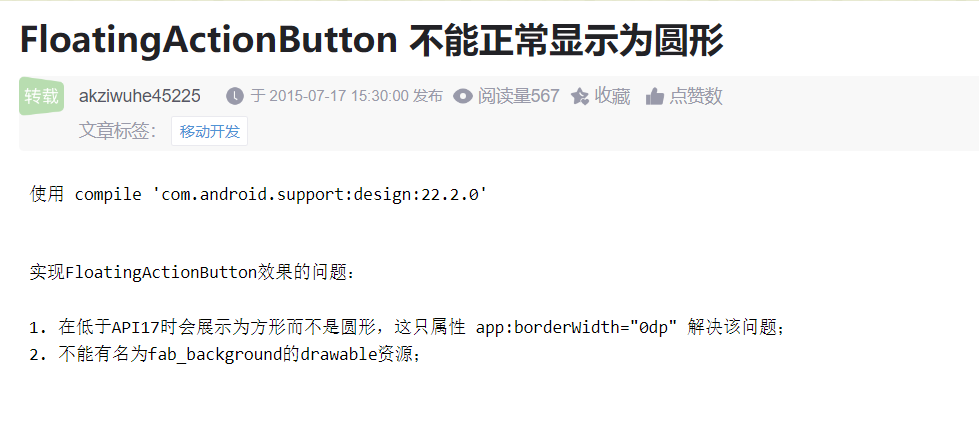 FloatingActionButton 不能正常显示为圆形
转载 akziwuhe45225 于 2015-07-17 15:30:00 发布 阅读量567 收藏 点赞数
文章标签： 移动开发
使用 compile 'com.android.support:design:22.2.0'
实现FloatingActionButton效果的问题：
1. 在低于API17时会展示为方形而不是圆形，这只属性 app:borderWidth="0dp" 解决该问题；
2. 不能有名为fab_background的drawable资源；